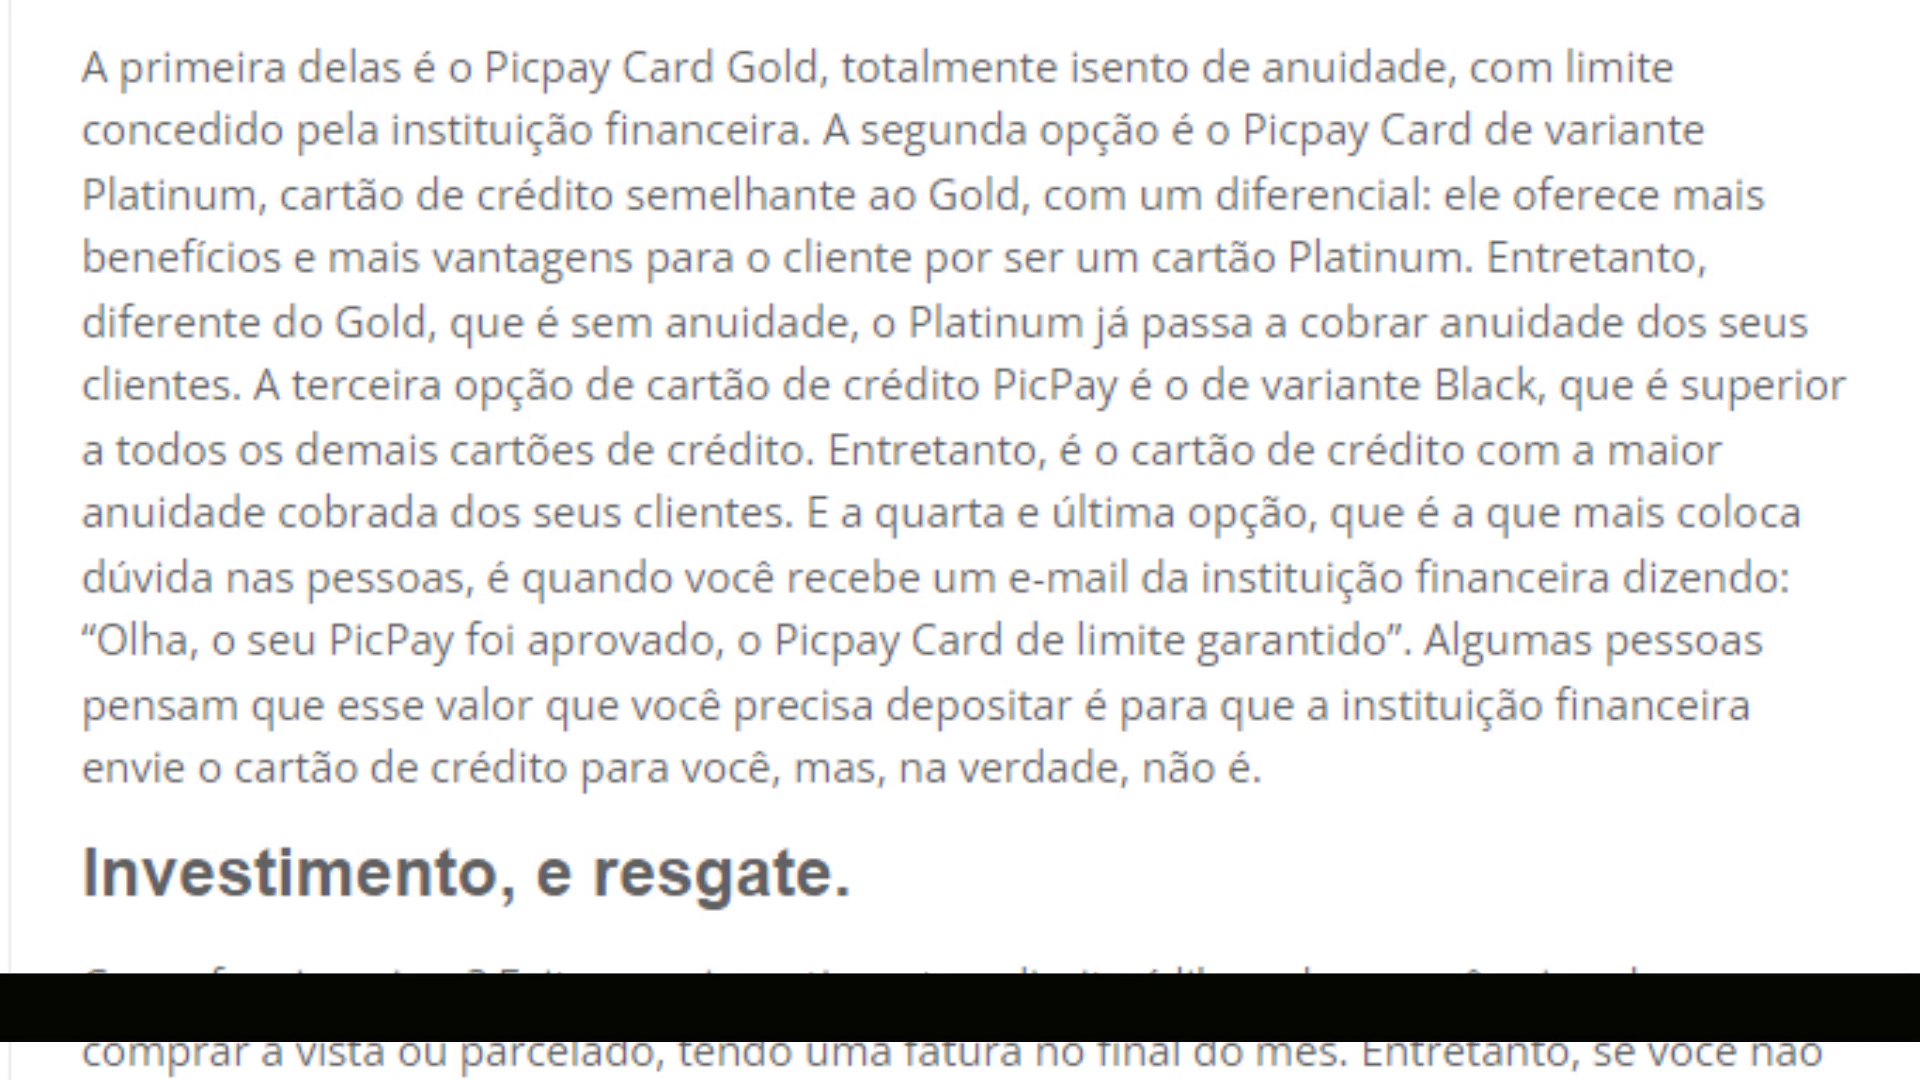 A primeira delas é o Picpay Card Gold, totalmente isento de anuidade, com limite
concedido pela instituição financeira. A segunda opção é o Picpay Card de variante
Platinum, cartão de crédito semelhante ao Gold, com um diferencial: ele oferece mais
benefícios e mais vantagens para o cliente por ser um cartão Platinum. Entretanto,
diferente do Gold, que é sem anuidade, o Platinum já passa a cobrar anuidade dos seus
clientes. A terceira opção de cartão de crédito PicPay é o de variante Black, que é superior
a todos os demais cartões de crédito. Entretanto, é o cartão de crédito com a maior
anuidade cobrada dos seus clientes. E a quarta e última opção, que é a que mais coloca
dúvida nas pessoas, é quando você recebe um e-mail da instituição financeira dizendo:
“Olha, o seu PicPay foi aprovado, o Picpay Card de limite garantido”. Algumas pessoas
pensam que esse valor que você precisa depositar é para que a instituição financeira
envie o cartão de crédito para você, mas, na verdade, não é.
Investimento, e resgate.
comprar à vista ou parcelado, tendo uma fatura no final do mês. Entretanto, se você não